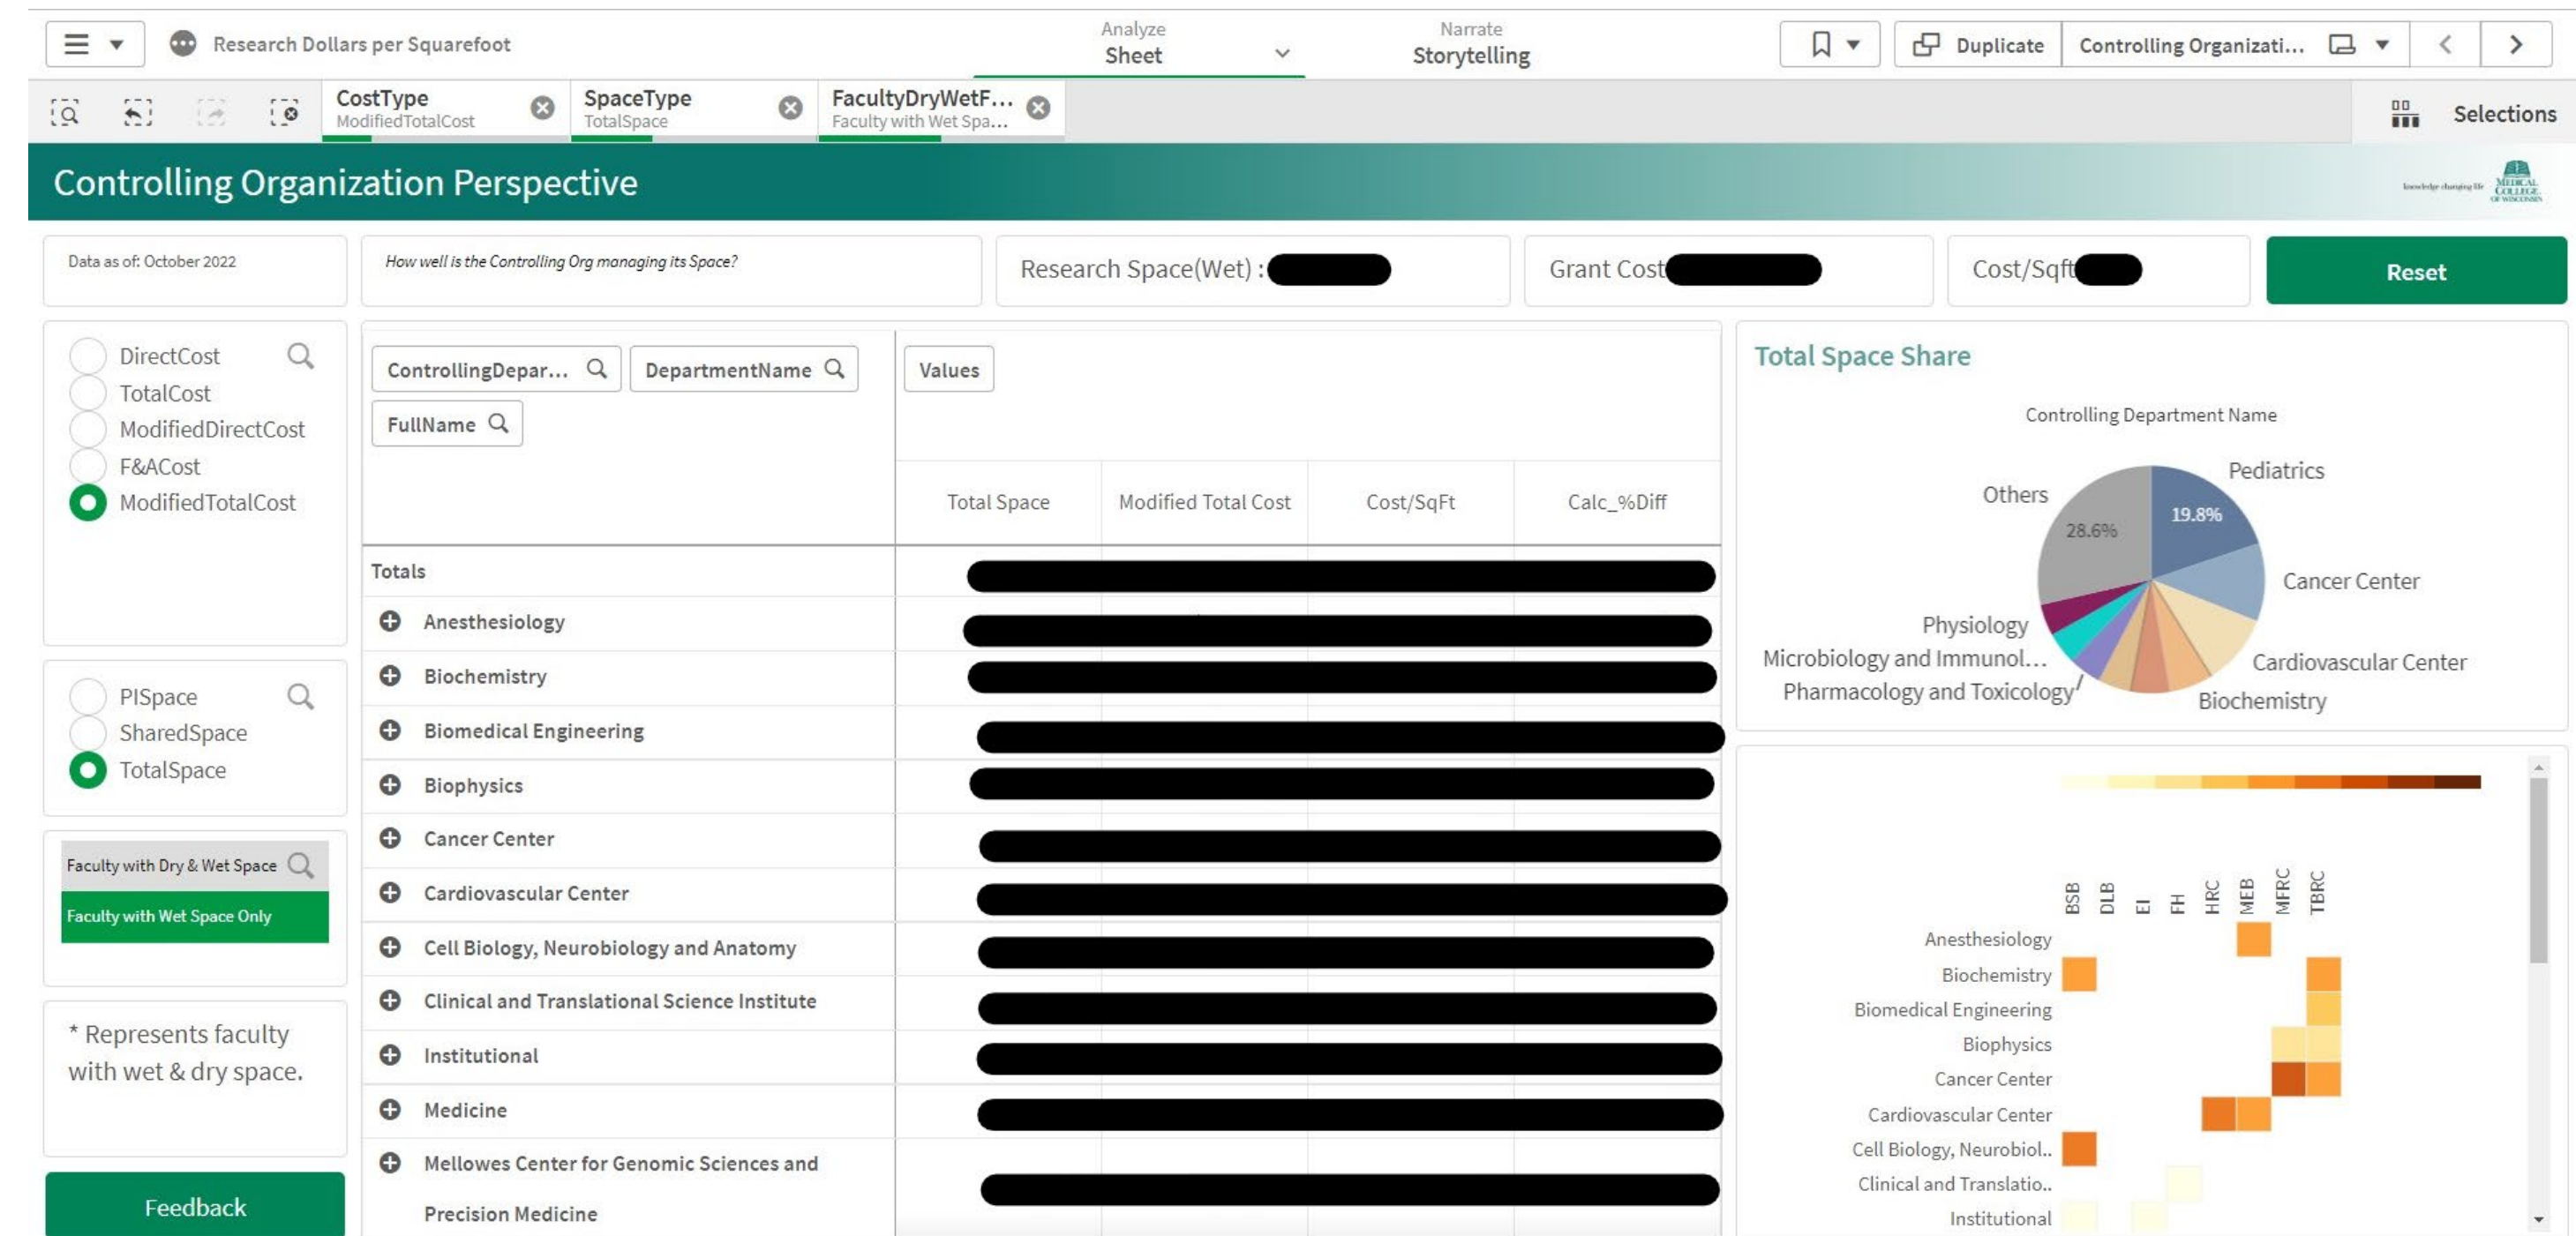 Research Dollars per Squarefoot
Analyze
Sheet
Narrate
Storytelling
Duplicate
Controlling Organizati...
CostType
ModifiedTotalCost
SpaceType
TotalSpace
FacultyDryWetF...
Faculty with Wet Spa...
Selections
Controlling Organization Perspective
knowledge changing life
MEDICAL
COLLEGE
OF WISCONSIN
Data as of: October 2022
How well is the Controlling Org managing its Space?
Research Space(Wet) :
Grant Cost
Cost/Sqft
Reset
DirectCost
TotalCost
ModifiedDirectCost
F&ACost
ModifiedTotalCost
PISpace
SharedSpace
TotalSpace
Faculty with Dry & Wet Space
Faculty with Wet Space Only
* Represents faculty
with wet & dry space.
Feedback
ControllingDepar...
DepartmentName
FullName
Values
Total Space
Modified Total Cost
Cost/SqFt
Calc_%Diff
Totals
Anesthesiology
Biochemistry
Biomedical Engineering
Biophysics
Cancer Center
Cardiovascular Center
Cell Biology, Neurobiology and Anatomy
Clinical and Translational Science Institute
Institutional
Medicine
Mellowes Center for Genomic Sciences and
Precision Medicine
Total Space Share
Controlling Department Name
Pediatrics
Others
19.8%
28.6%
Cancer Center
Physiology
Microbiology and Immunol...
Cardiovascular Center
Pharmacology and Toxicology
Biochemistry
BSB
DLB
EI
FH
HRC
MEB
MFRC
TBRC
Anesthesiology
Biochemistry
Biomedical Engineering
Biophysics
Cancer Center
Cardiovascular Center
Cell Biology, Neurobiol..
Clinical and Translatio..
Institutional